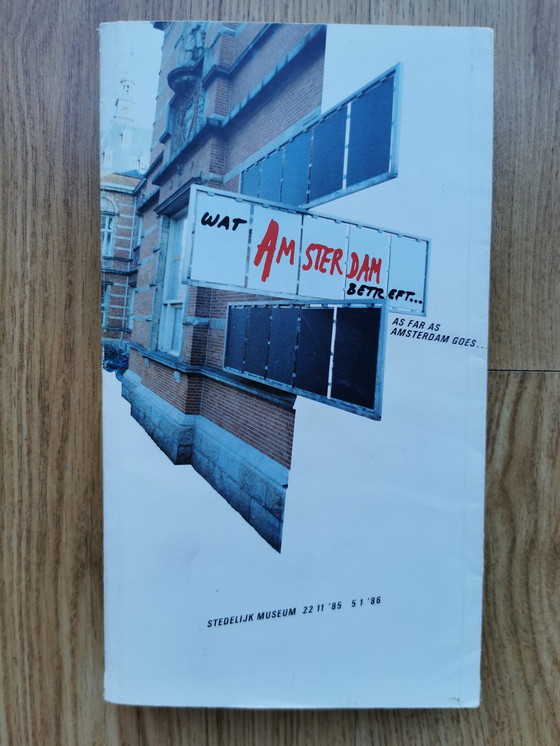 WAT
AMSTERDAM
BETREFT...
AS FAR AS
AMSTERDAM GOES...
STEDELIJK MUSEUM 22 11 '85 5 1 '86